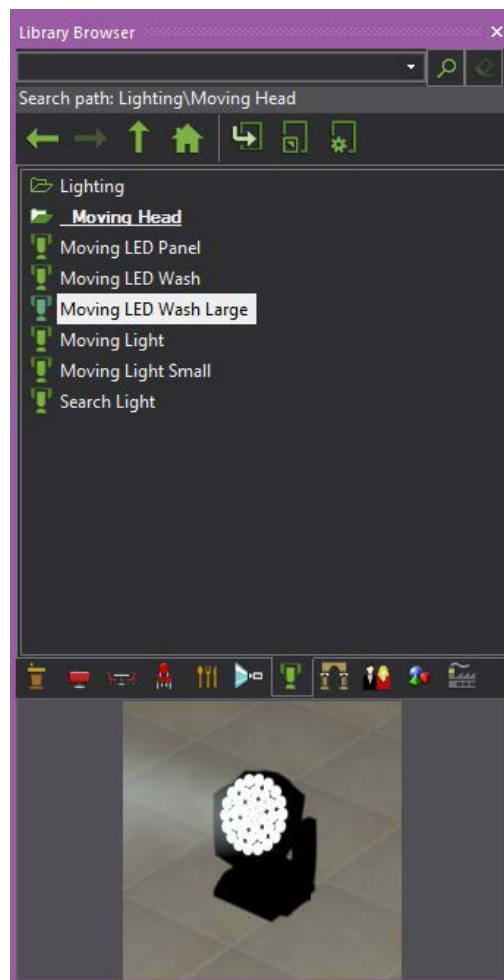 Library Browser
Search path: Lighting\Moving Head
Lighting
Moving Head
Moving LED Panel
Moving LED Wash
Moving LED Wash Large
Moving Light
Moving Light Small
Search Light